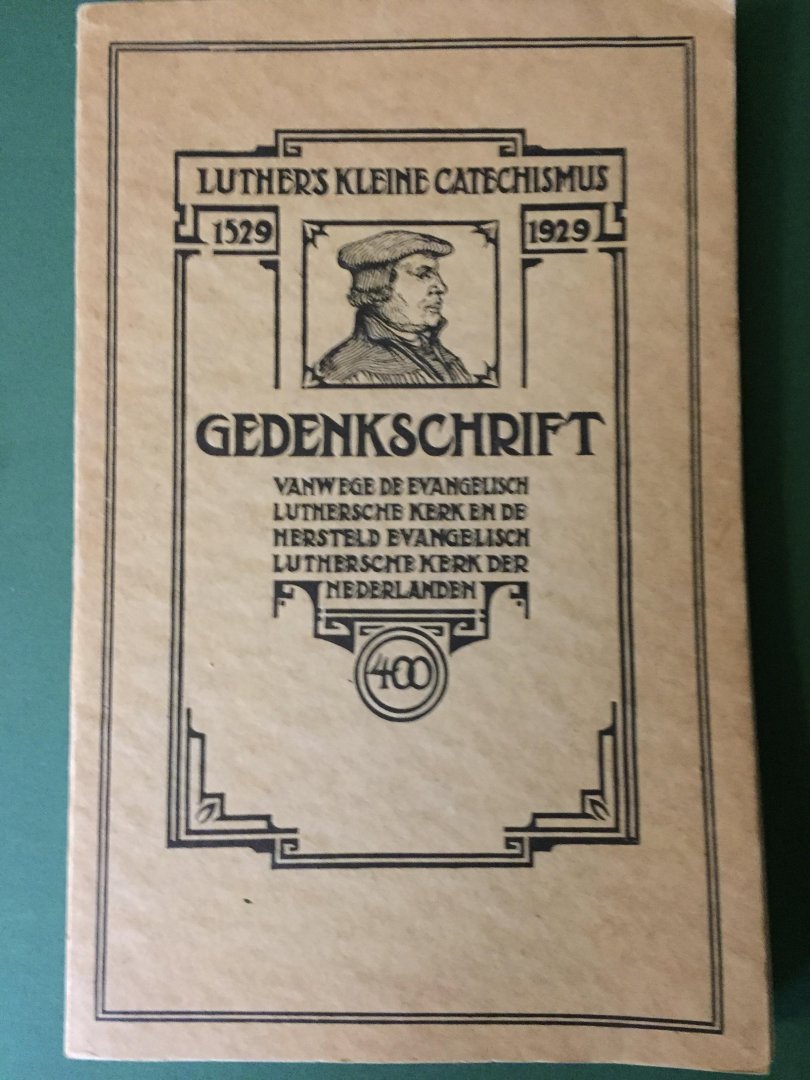 LUTHER'S KLEINE CATECHISMUS
1529 1929
GEDENKSCHRIFT
VANWEGE DE EVANGELISCH
LUTHERSCHE KERK EN DE
HERSTELD EVANGELISCH
LUTHERSCHE KERK DER
NEDERLANDEN
400